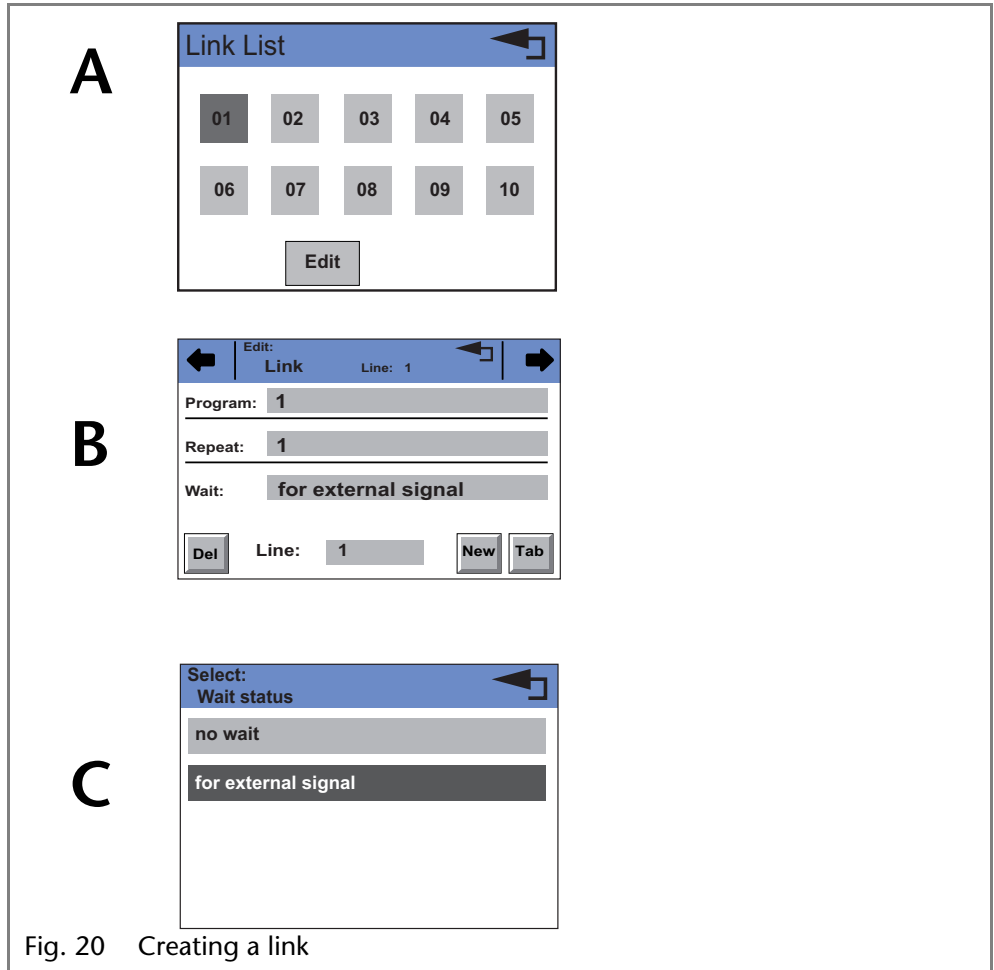 A
Link List
01 02 03 04 05
06 07 08 09 10
Edit
B
Edit:
Link Line: 1
Program: 1
Repeat: 1
Wait: for external signal
Del Line: 1 New Tab
C
Select:
Wait status
no wait
for external signal
Fig. 20 Creating a link